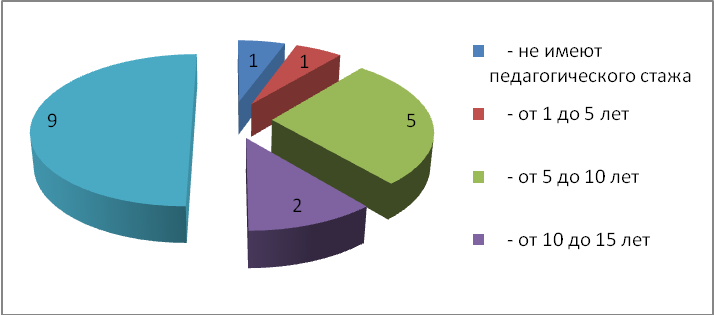 1
1
9
5
2
- не имеют
педагогического стажа
- от 1 до 5 лет
- от 5 до 10 лет
- от 10 до 15 лет